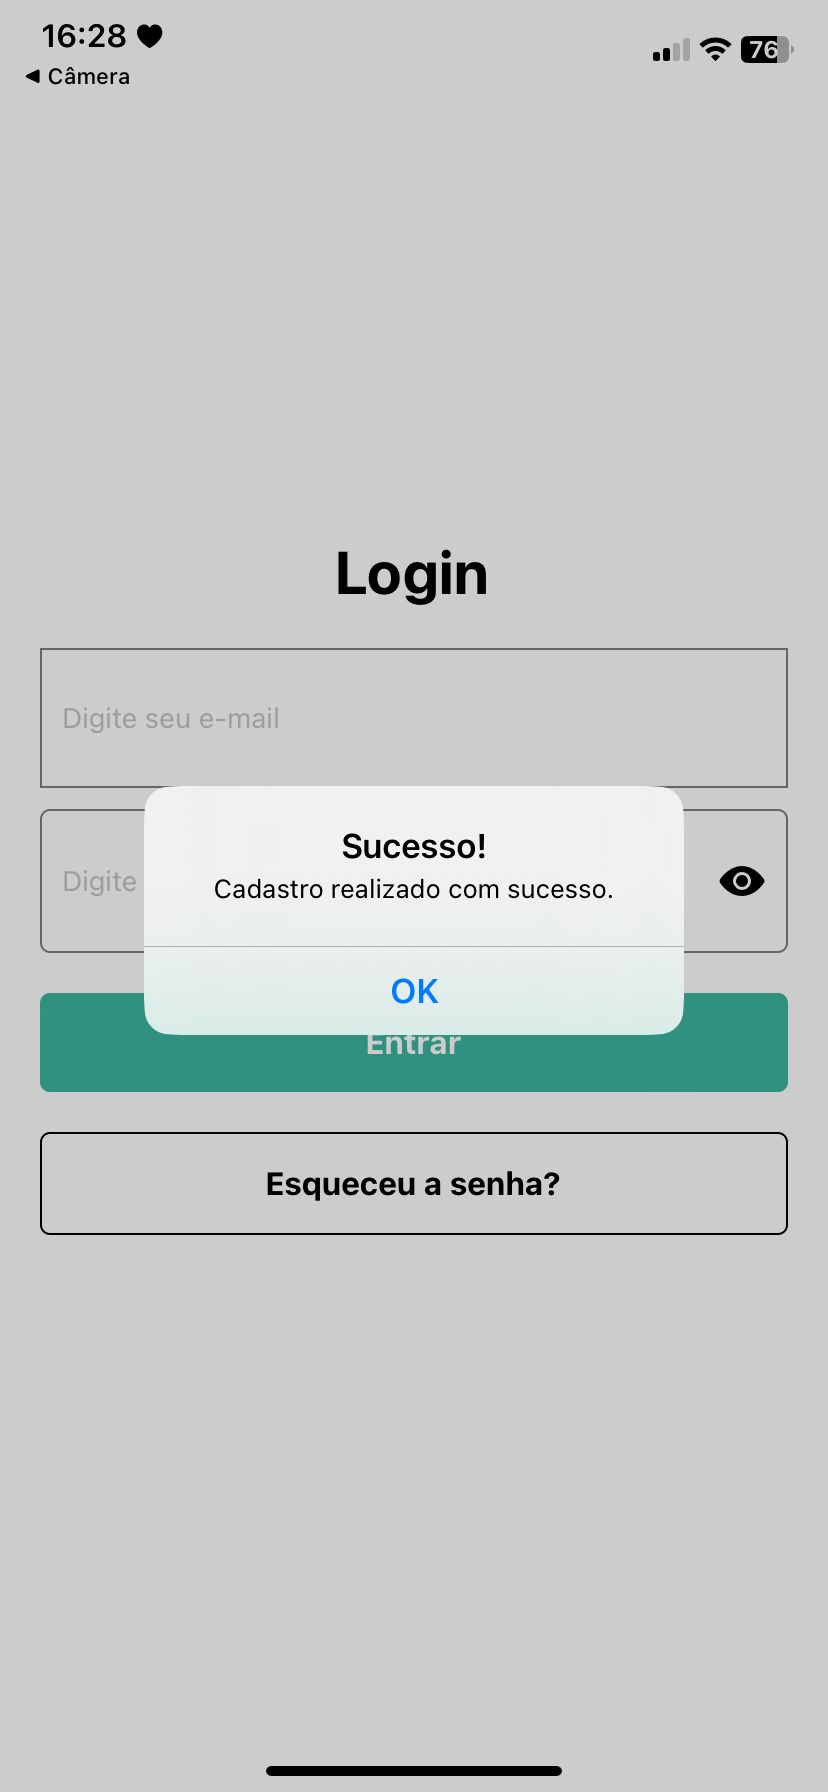 16:28
76
Câmera
Login
Digite seu e-mail
Sucesso!
Cadastro realizado com sucesso.
Digite
OK
Entrar
Esqueceu a senha?